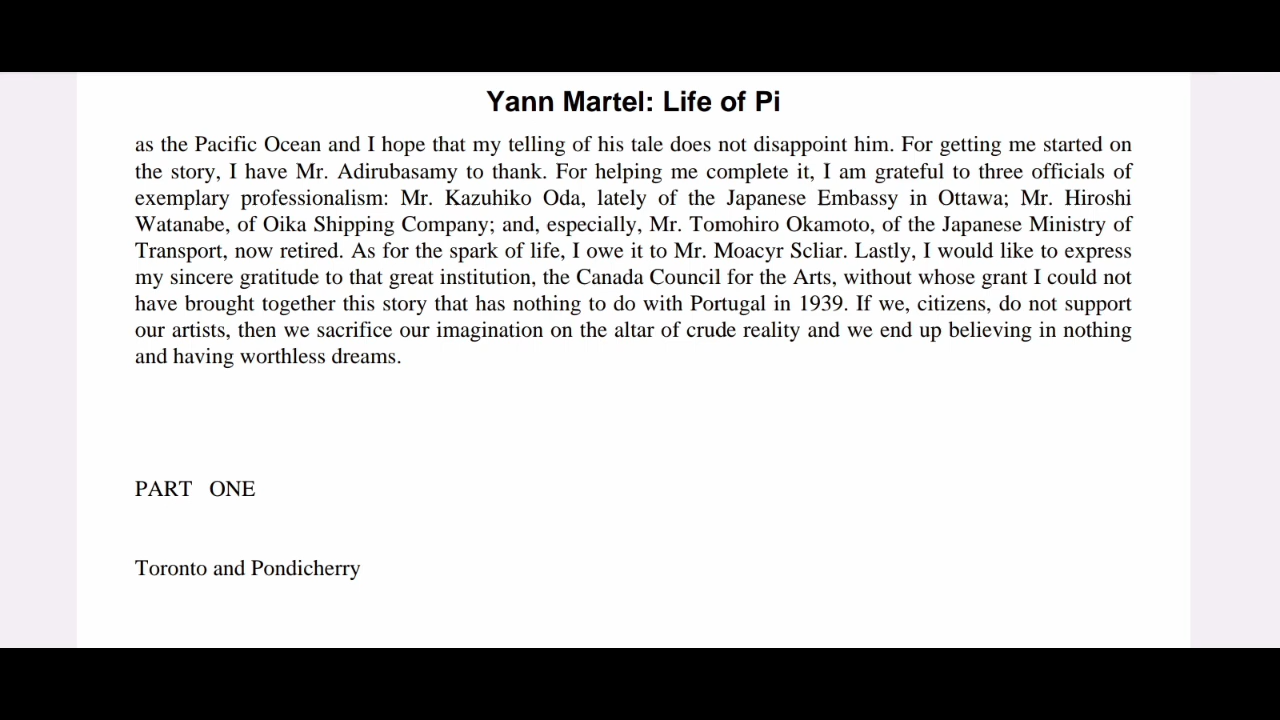 Yann Martel: Life of Pi
as the Pacific Ocean and I hope that my telling of his tale does not disappoint him. For getting me started on
the story, I have Mr. Adirubasamy to thank. For helping me complete it, I am grateful to three officials of
exemplary professionalism: Mr. Kazuhiko Oda, lately of the Japanese Embassy in Ottawa; Mr. Hiroshi
Watanabe, of Oika Shipping Company; and, especially, Mr. Tomohiro Okamoto, of the Japanese Ministry of
Transport, now retired. As for the spark of life, I owe it to Mr. Moacyr Scliar. Lastly, I would like to express
my sincere gratitude to that great institution, the Canada Council for the Arts, without whose grant I could not
have brought together this story that has nothing to do with Portugal in 1939. If we, citizens, do not support
our artists, then we sacrifice our imagination on the altar of crude reality and we end up believing in nothing
and having worthless dreams.
PART ONE
Toronto and Pondicherry